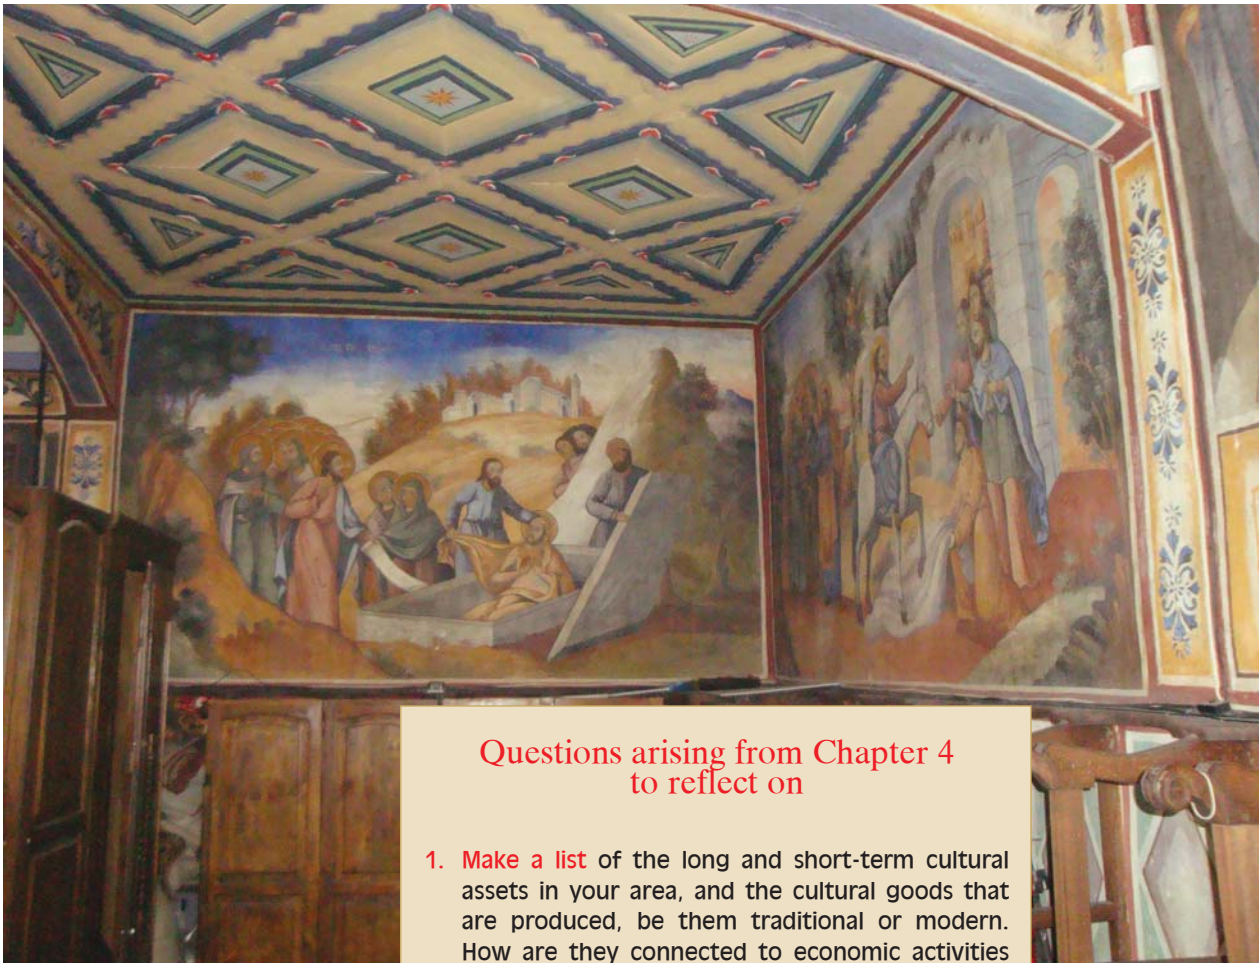 Questions arising from Chapter 4
to reflect on
1. Make a list of the long and short-term cultural
assets in your area, and the cultural goods that
are produced, be them traditional or modern.
How are they connected to economic activities